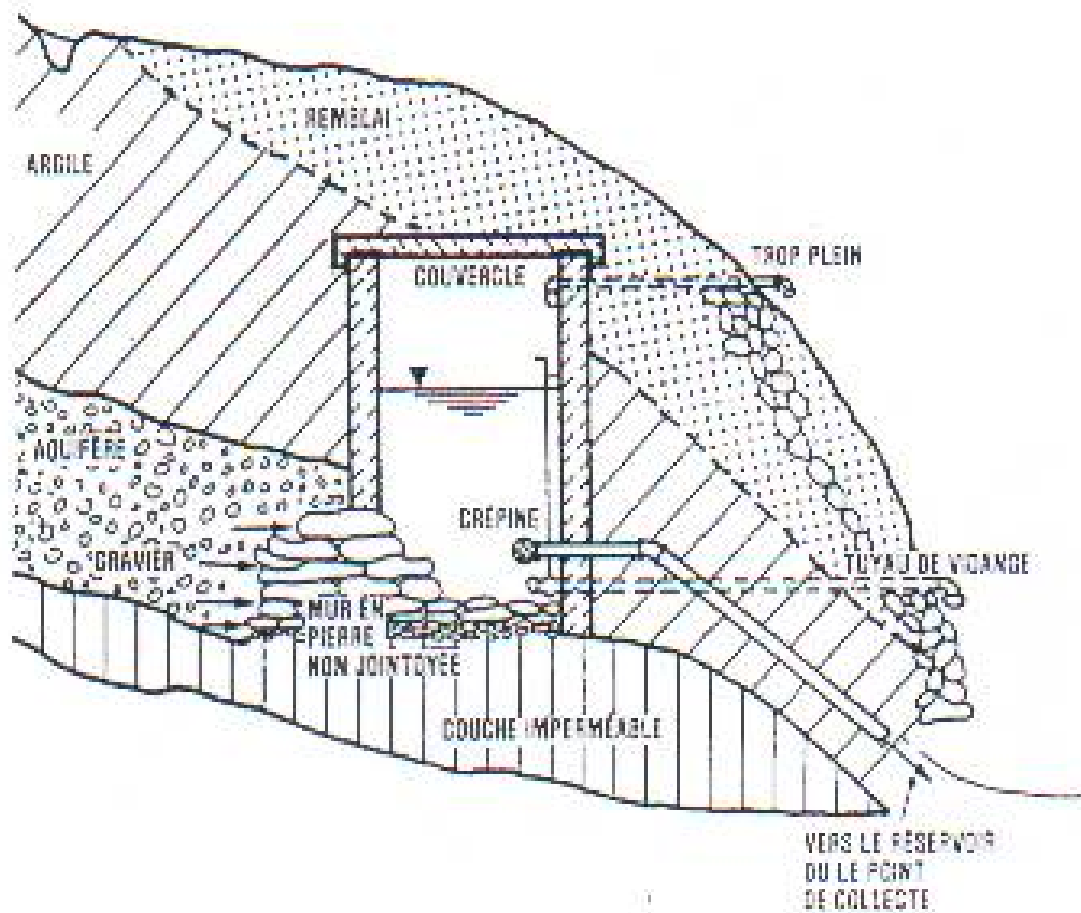 REMBLAI
ARGILE
TROP PLEIN
COUVERCLE
AQUIFÈRE
CRÉPINE
GRAVIER
TUYAU DE VIDANGE
MUR EN
PIERRE
NON JOINTOYÉE
COUCHE IMPERMÉABLE
VERS LE RÉSERVOIR
OU LE POINT
DE COLLECTE